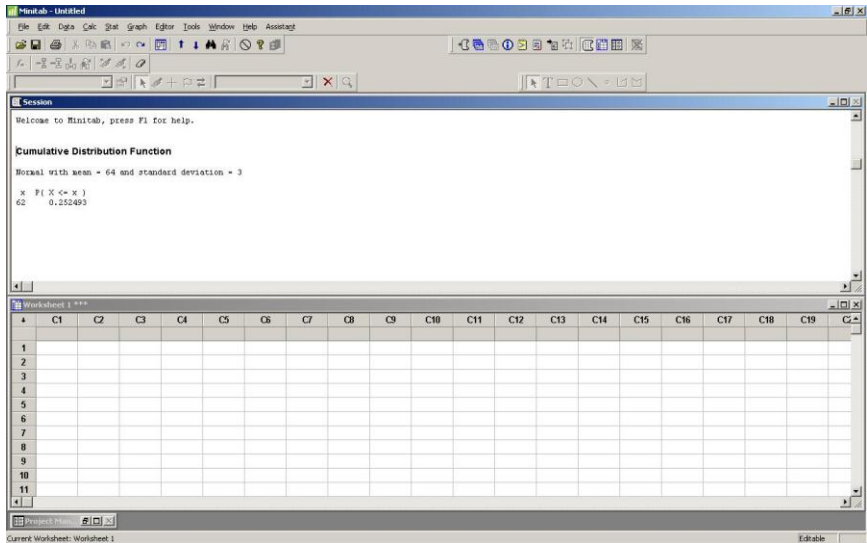 Minitab - Untitled
File Edit Data Calc Stat Graph Editor Tools Window Help Assistant
Session
Welcome to Minitab, press F1 for help.
Cumulative Distribution Function
Normal with mean = 64 and standard deviation = 3
x P( X <= x )
62 0.252493
Worksheet 1 ***
C1 C2 C3 C4 C5 C6 C7 C8 C9 C10 C11 C12 C13 C14 C15 C16 C17 C18 C19
1
2
3
4
5
6
7
8
9
10
11
Project Man...
Current Worksheet: Worksheet 1 Editable